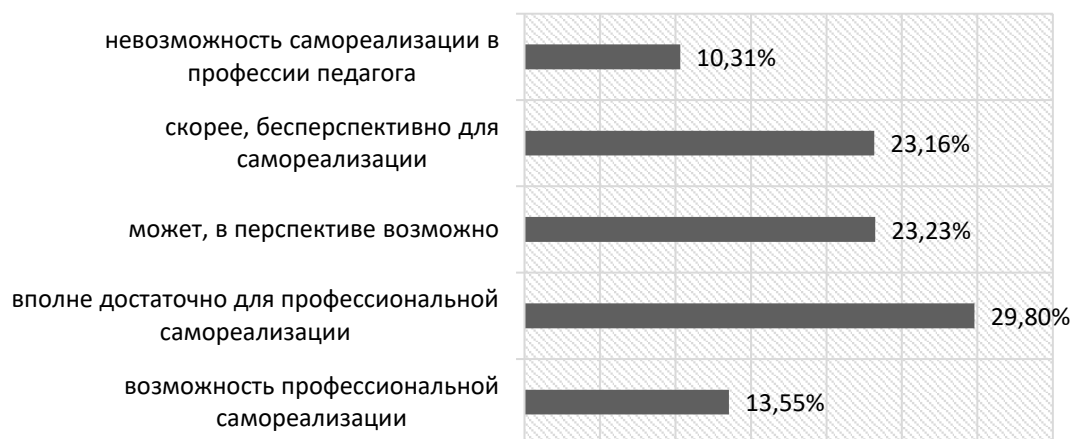 невозможность самореализации в
профессии педагога
10,31%
скорее, бесперспективно для
самореализации
23,16%
может, в перспективе возможно
23,23%
вполне достаточно для профессиональной
самореализации
29,80%
возможность профессиональной
самореализации
13,55%